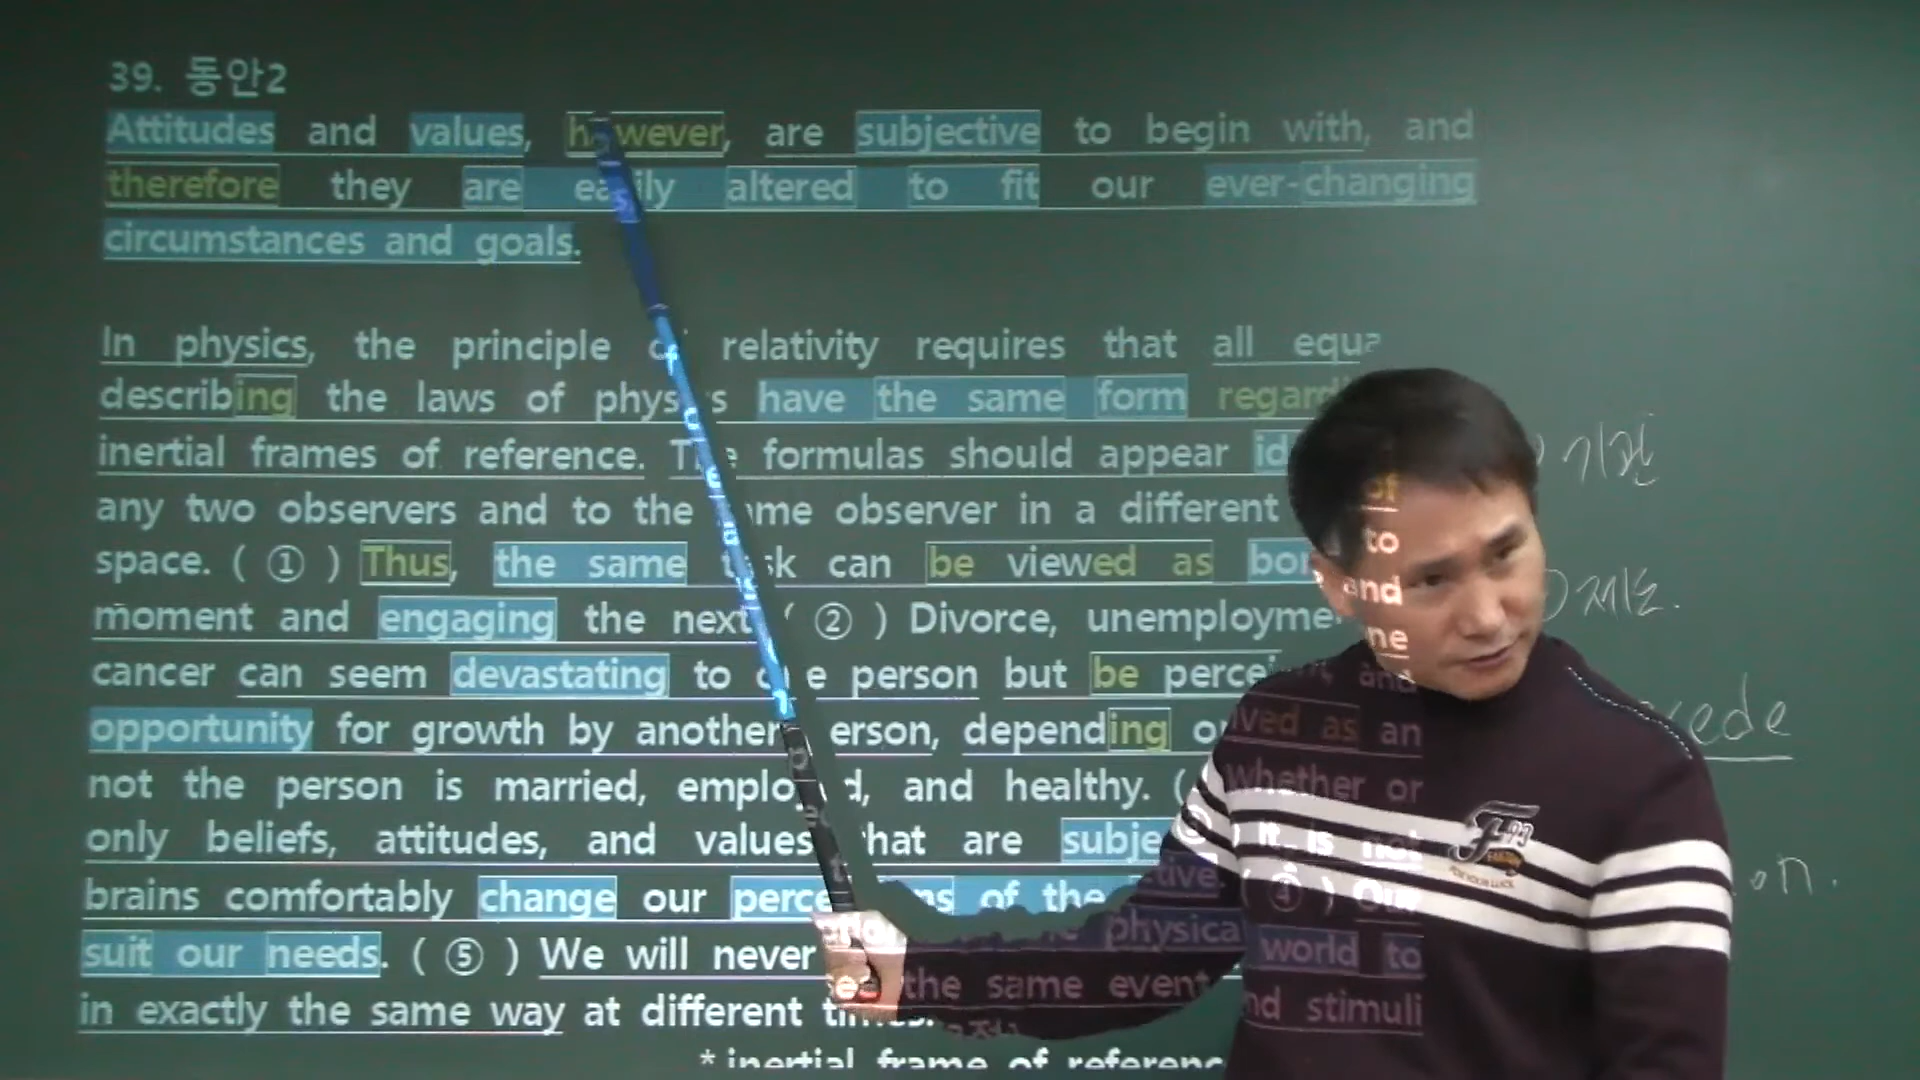 39. 동안2
Attitudes and values, however, are subjective to begin with, and
therefore they are easily altered to fit our ever-changing
circumstances and goals.
In physics, the principle of relativity requires that all
describing the laws of physics have the same form
inertial frames of reference. The formulas should appear
any two observers and to the same observer in a different
space. ( ① ) Thus, the same task can be viewed as
moment and engaging the next. ( ② ) Divorce,
cancer can seem devastating to one person but be perceived as an
opportunity for growth by another person, depending on whether or
not the person is married, employed, and healthy. ( ③ ) It is not
only beliefs, attitudes, and values that are subjective. ( ④ ) Our
brains comfortably change our perceptions of the physical world to
suit our needs. ( ⑤ ) We will never see the same event and stimuli
in exactly the same way at different times.
* inertial frame of reference